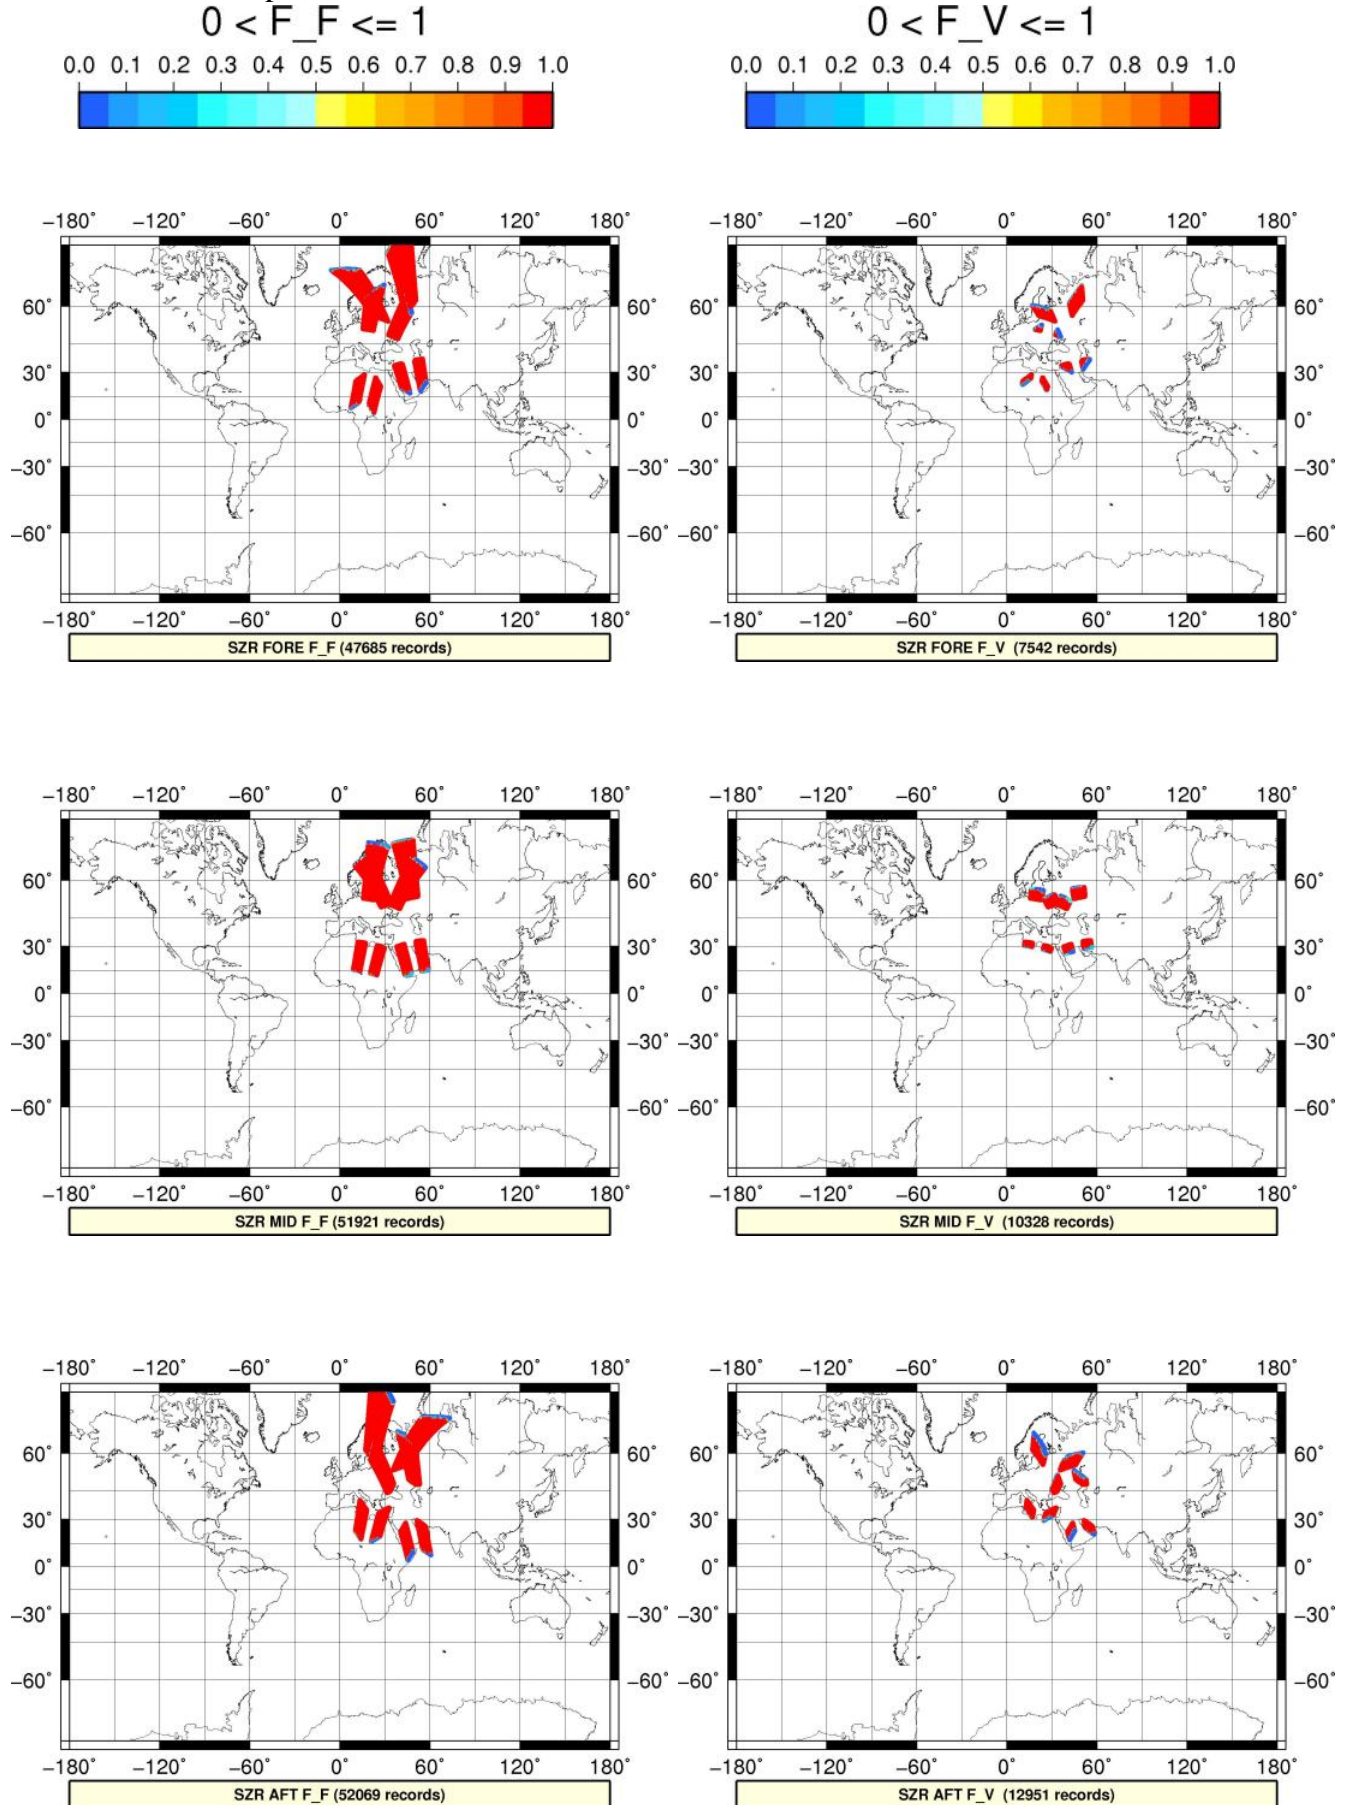 0 < F_F <= 1 0 < F_V <= 1
0.0 0.1 0.2 0.3 0.4 0.5 0.6 0.7 0.8 0.9 1.0 0.0 0.1 0.2 0.3 0.4 0.5 0.6 0.7 0.8 0.9 1.0
−180˚ −120˚ −60˚ 0˚ 60˚ 120˚ 180˚ −180˚ −120˚ −60˚ 0˚ 60˚ 120˚ 180˚
60˚ 60˚ 60˚ 60˚
30˚ 30˚ 30˚ 30˚
0˚ 0˚ 0˚ 0˚
−30˚ −30˚ −30˚ −30˚
−60˚ −60˚ −60˚ −60˚
−180˚ −120˚ −60˚ 0˚ 60˚ 120˚ 180˚ −180˚ −120˚ −60˚ 0˚ 60˚ 120˚ 180˚
SZR FORE F_F (47685 records) SZR FORE F_V (7542 records)
−180˚ −120˚ −60˚ 0˚ 60˚ 120˚ 180˚ −180˚ −120˚ −60˚ 0˚ 60˚ 120˚ 180˚
60˚ 60˚ 60˚ 60˚
30˚ 30˚ 30˚ 30˚
0˚ 0˚ 0˚ 0˚
−30˚ −30˚ −30˚ −30˚
−60˚ −60˚ −60˚ −60˚
−180˚ −120˚ −60˚ 0˚ 60˚ 120˚ 180˚ −180˚ −120˚ −60˚ 0˚ 60˚ 120˚ 180˚
SZR MID F_F (51921 records) SZR MID F_V (10328 records)
−180˚ −120˚ −60˚ 0˚ 60˚ 120˚ 180˚ −180˚ −120˚ −60˚ 0˚ 60˚ 120˚ 180˚
60˚ 60˚ 60˚ 60˚
30˚ 30˚ 30˚ 30˚
0˚ 0˚ 0˚ 0˚
−30˚ −30˚ −30˚ −30˚
−60˚ −60˚ −60˚ −60˚
−180˚ −120˚ −60˚ 0˚ 60˚ 120˚ 180˚ −180˚ −120˚ −60˚ 0˚ 60˚ 120˚ 180˚
SZR AFT F_F (52069 records) SZR AFT F_V (12951 records)